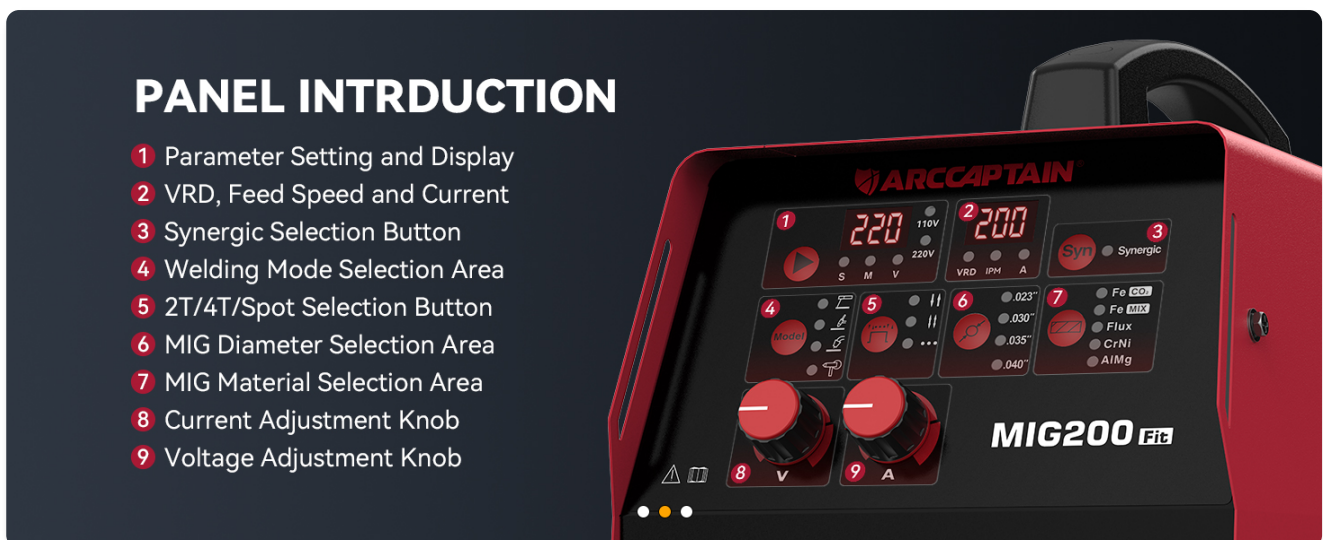 PANEL INTRDUCTION
1 Parameter Setting and Display
2 VRD, Feed Speed and Current
3 Synergic Selection Button
4 Welding Mode Selection Area
5 2T/4T/Spot Selection Button
6 MIG Diameter Selection Area
7 MIG Material Selection Area
8 Current Adjustment Knob
9 Voltage Adjustment Knob
ARCCAPTAIN®
1 220 110V
220V
S M V
2 200
VRD IPM A
3
Syn Synergic
4
Model
5
6 .023"
.030"
.035"
.040"
7 Fe CO₂
Fe MIX
Flux
CrNi
AlMg
8 V
9 A
MIG200 Fit